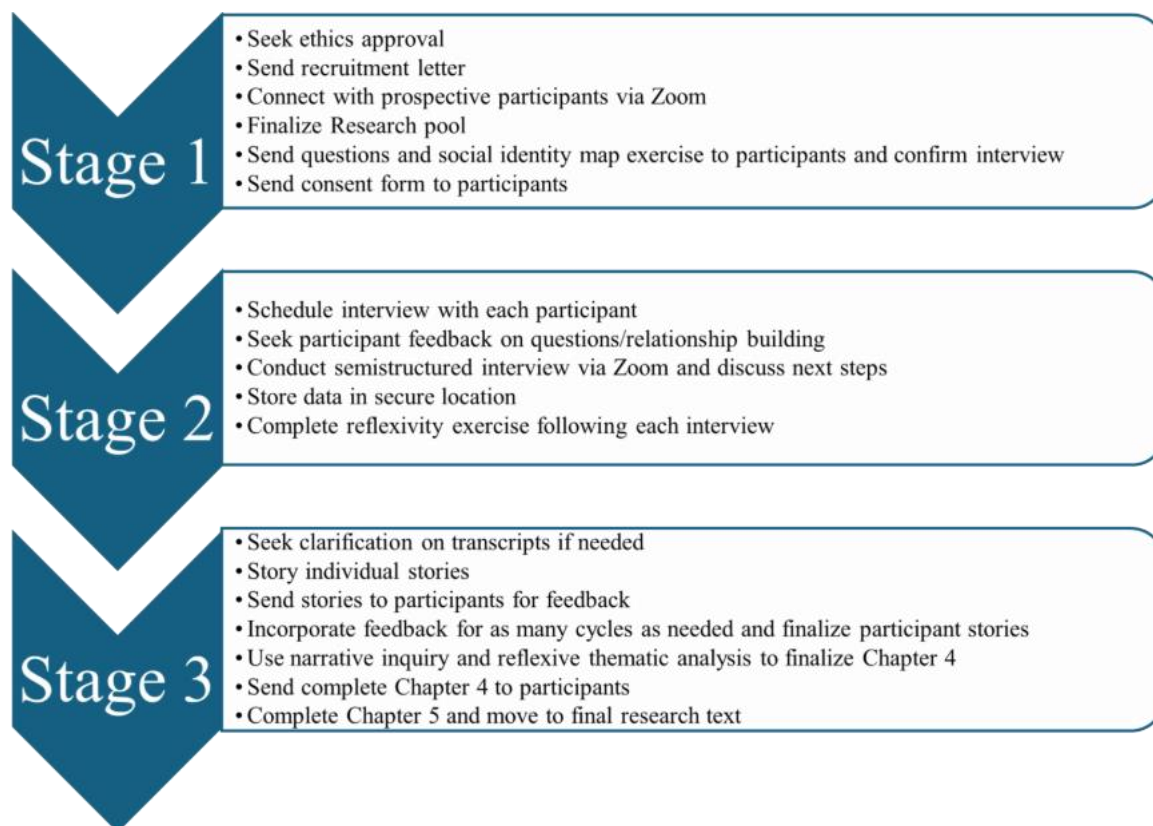 Stage 1
• Seek ethics approval
• Send recruitment letter
• Connect with prospective participants via Zoom
• Finalize Research pool
• Send questions and social identity map exercise to participants and confirm interview
• Send consent form to participants
Stage 2
• Schedule interview with each participant
• Seek participant feedback on questions/relationship building
• Conduct semistructured interview via Zoom and discuss next steps
• Store data in secure location
• Complete reflexivity exercise following each interview
Stage 3
• Seek clarification on transcripts if needed
• Story individual stories
• Send stories to participants for feedback
• Incorporate feedback for as many cycles as needed and finalize participant stories
• Use narrative inquiry and reflexive thematic analysis to finalize Chapter 4
• Send complete Chapter 4 to participants
• Complete Chapter 5 and move to final research text